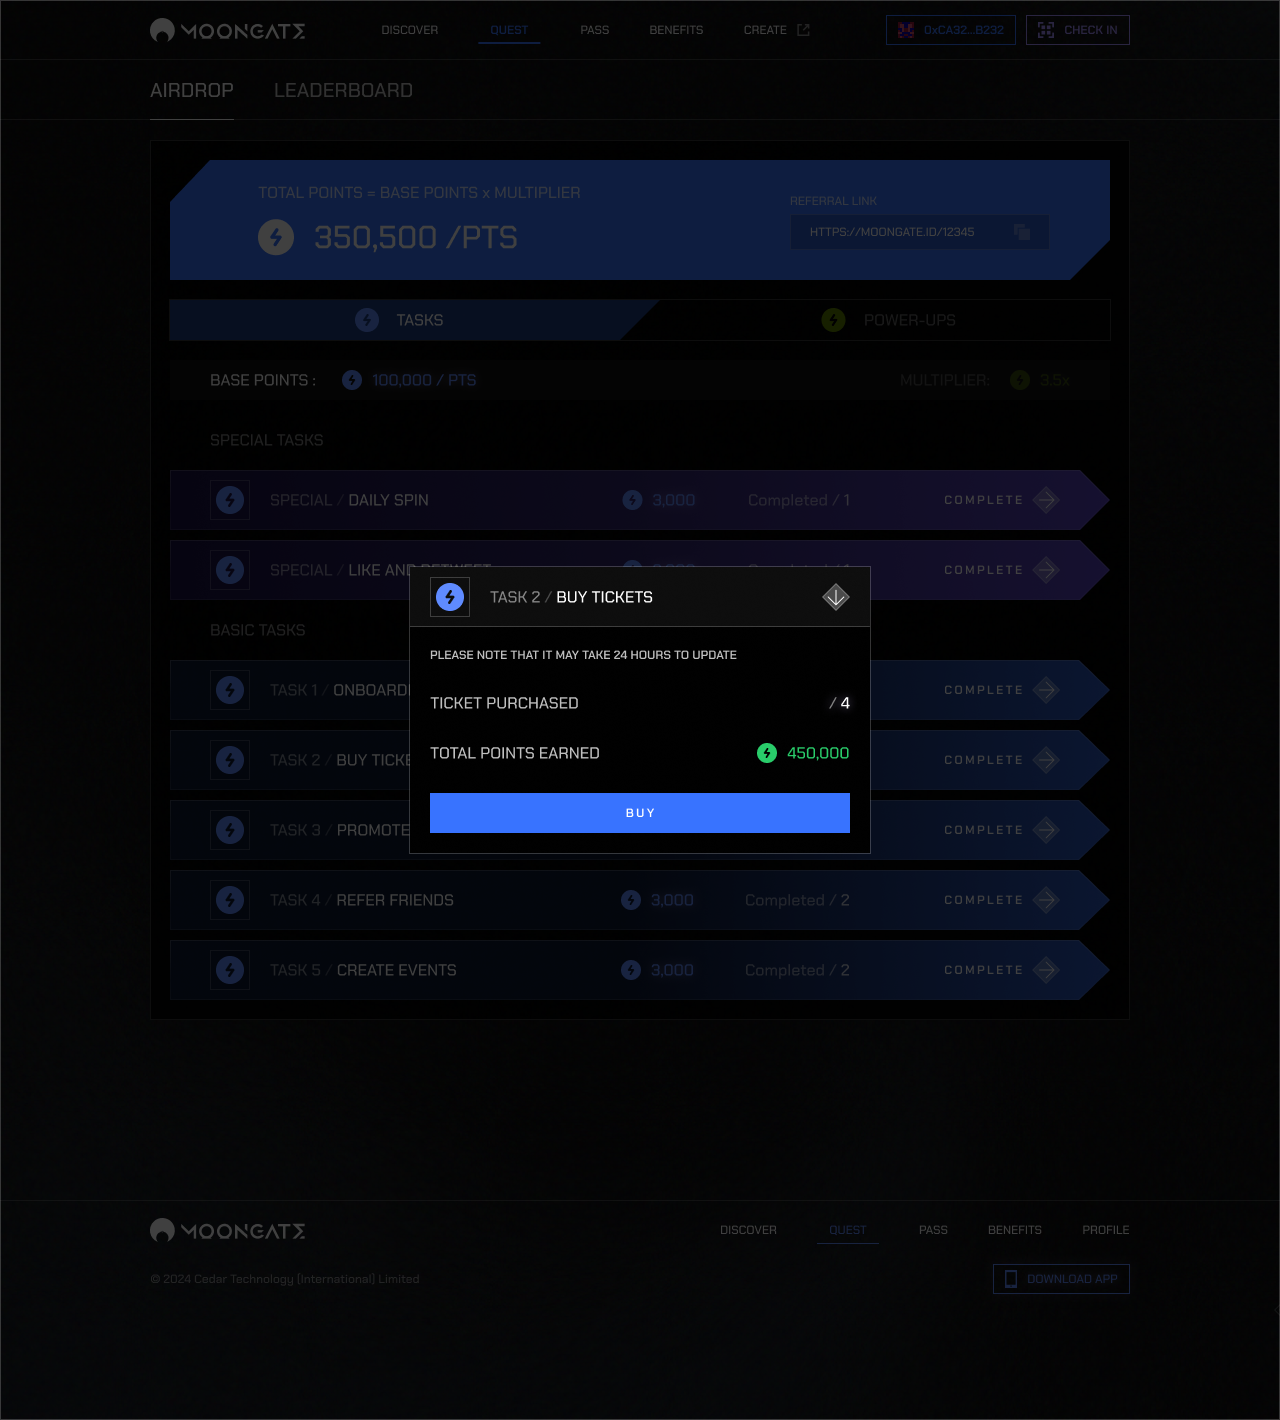 MOONGATE
DISCOVER QUEST PASS BENEFITS CREATE
0xCA32...B232 CHECK IN
AIRDROP LEADERBOARD
TOTAL POINTS = BASE POINTS x MULTIPLIER
350,500 /PTS
REFERRAL LINK
HTTPS://MOONGATE.ID/12345
TASKS POWER-UPS
BASE POINTS : 100,000 / PTS MULTIPLIER: 3.5x
SPECIAL TASKS
SPECIAL / DAILY SPIN 3,000 Completed / 1 COMPLETE
SPECIAL / LIKE AND RETWEET COMPLETE
TASK 2 / BUY TICKETS
PLEASE NOTE THAT IT MAY TAKE 24 HOURS TO UPDATE
TICKET PURCHASED / 4
TOTAL POINTS EARNED 450,000
BUY
BASIC TASKS
TASK 1 / COMPLETE
TASK 2 / BUY COMPLETE
TASK 3 / PROMOTE COMPLETE
TASK 4 / REFER FRIENDS 3,000 Completed / 2 COMPLETE
TASK 5 / CREATE EVENTS 3,000 Completed / 2 COMPLETE
MOONGATE
DISCOVER QUEST PASS BENEFITS PROFILE
© 2024 Cedar Technology (International) Limited
DOWNLOAD APP